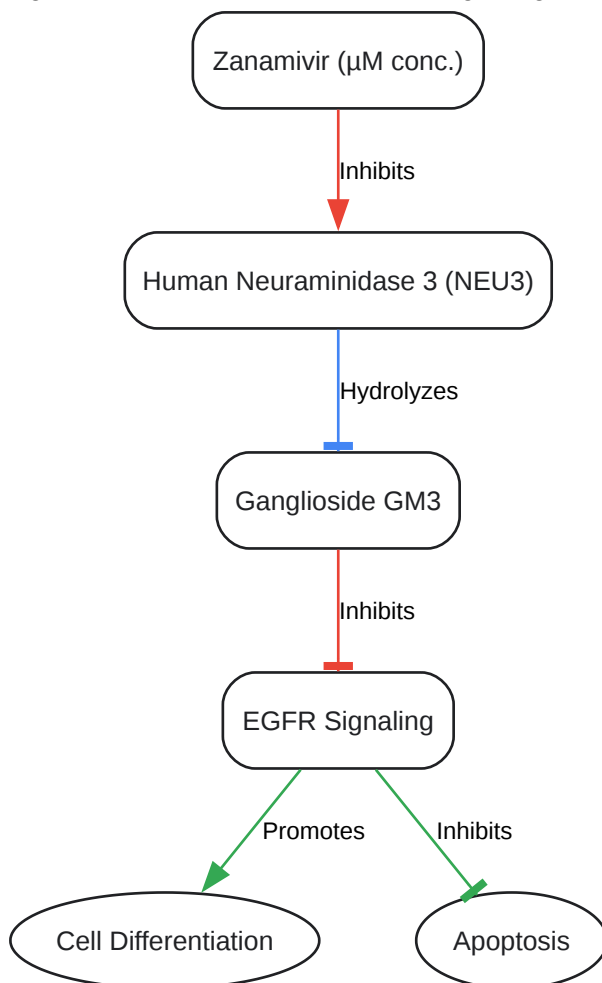 Zanamivir (µM conc.)
Inhibits
Human Neuraminidase 3 (NEU3)
Hydrolyzes
Ganglioside GM3
Inhibits
EGFR Signaling
Promotes
Inhibits
Cell Differentiation
Apoptosis